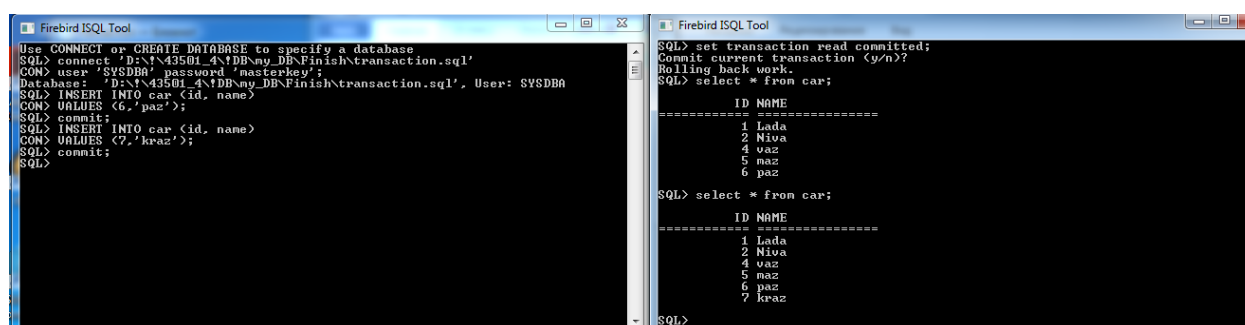 Firebird ISQL Tool
Use CONNECT or CREATE DATABASE to specify a database
SQL> connect 'D:\!\43501_4\!DB\my_DB\Finish\transaction.sql'
CON> user 'SYSDBA' password 'masterkey';
Database:  'D:\!\43501_4\!DB\my_DB\Finish\transaction.sql', User: SYSDBA
SQL> INSERT INTO car (id, name)
CON> VALUES (6,'paz');
SQL> commit;
SQL> INSERT INTO car (id, name)
CON> VALUES (7,'kraz');
SQL> commit;
SQL>
Firebird ISQL Tool
SQL> set transaction read committed;
Commit current transaction (y/n)?
Rolling back work.
SQL> select * from car;
ID NAME
============ ================
1 Lada
2 Niva
4 vaz
5 maz
6 paz
SQL> select * from car;
ID NAME
============ ================
1 Lada
2 Niva
4 vaz
5 maz
6 paz
7 kraz
SQL>